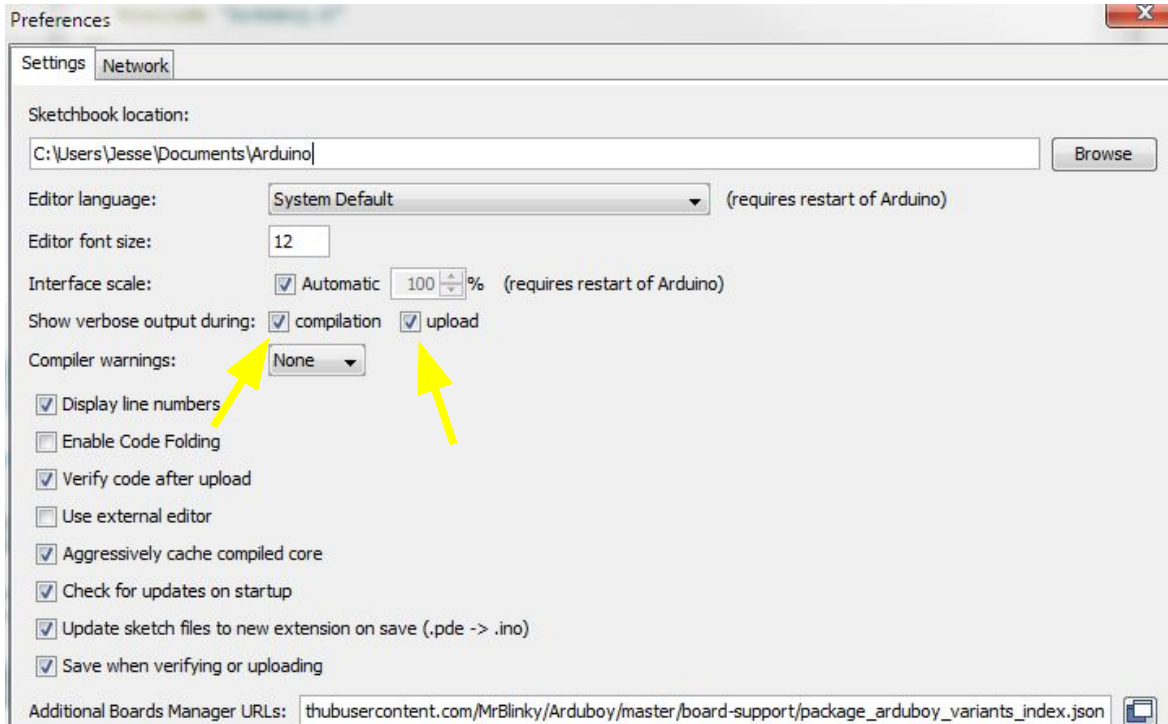 Preferences
Settings Network
Sketchbook location:
C:\Users\Jesse\Documents\Arduino
Browse
Editor language: System Default (requires restart of Arduino)
Editor font size: 12
Interface scale: Automatic 100 % (requires restart of Arduino)
Show verbose output during: compilation upload
Compiler warnings: None
Display line numbers
Enable Code Folding
Verify code after upload
Use external editor
Aggressively cache compiled core
Check for updates on startup
Update sketch files to new extension on save (.pde -> .ino)
Save when verifying or uploading
Additional Boards Manager URLs: thubusercontent.com/MrBlinky/Arduboy/master/board-support/package_arduboy_variants_index.json